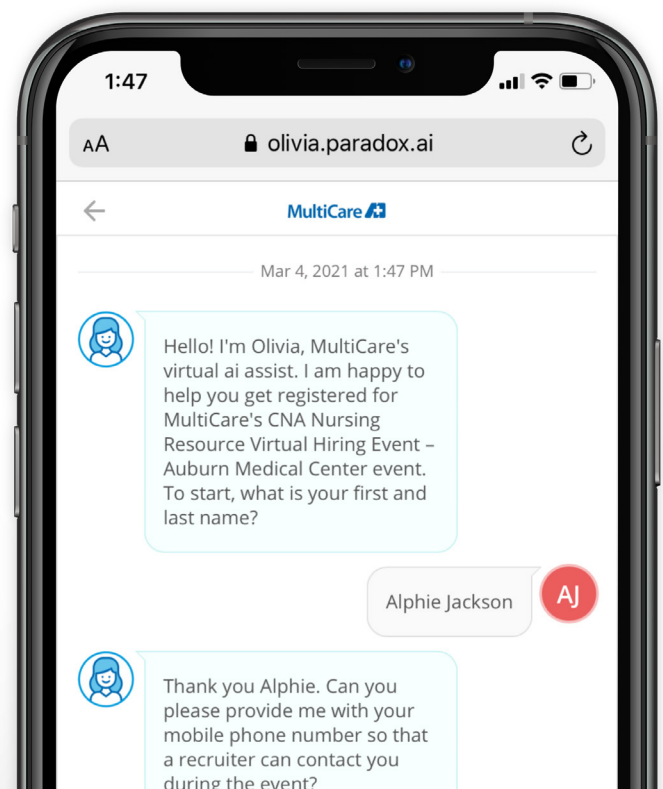 1:47
AA olivia.paradox.ai
MultiCare
Mar 4, 2021 at 1:47 PM
Hello! I'm Olivia, MultiCare's
virtual ai assist. I am happy to
help you get registered for
MultiCare's CNA Nursing
Resource Virtual Hiring Event –
Auburn Medical Center event.
To start, what is your first and
last name?
Alphie Jackson
AJ
Thank you Alphie. Can you
please provide me with your
mobile phone number so that
a recruiter can contact you
during the event?